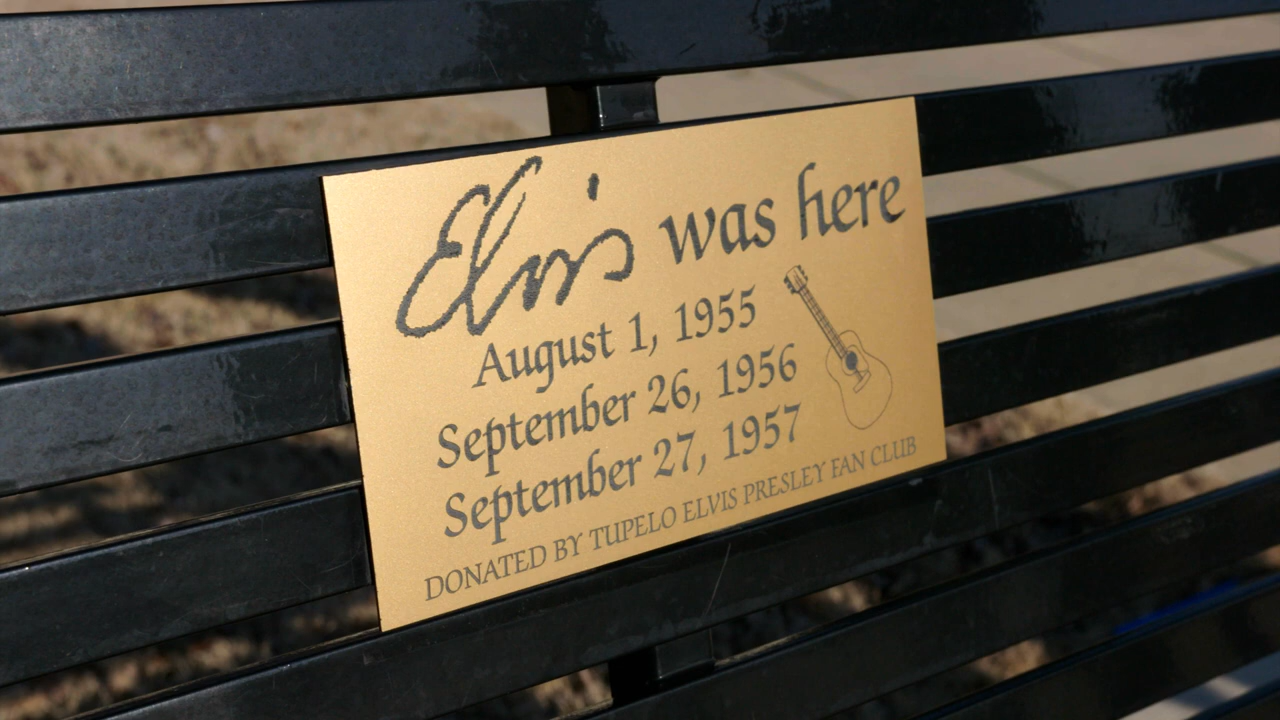 Elvis was here
August 1, 1955
September 26, 1956
September 27, 1957
DONATED BY TUPELO ELVIS PRESLEY FAN CLUB